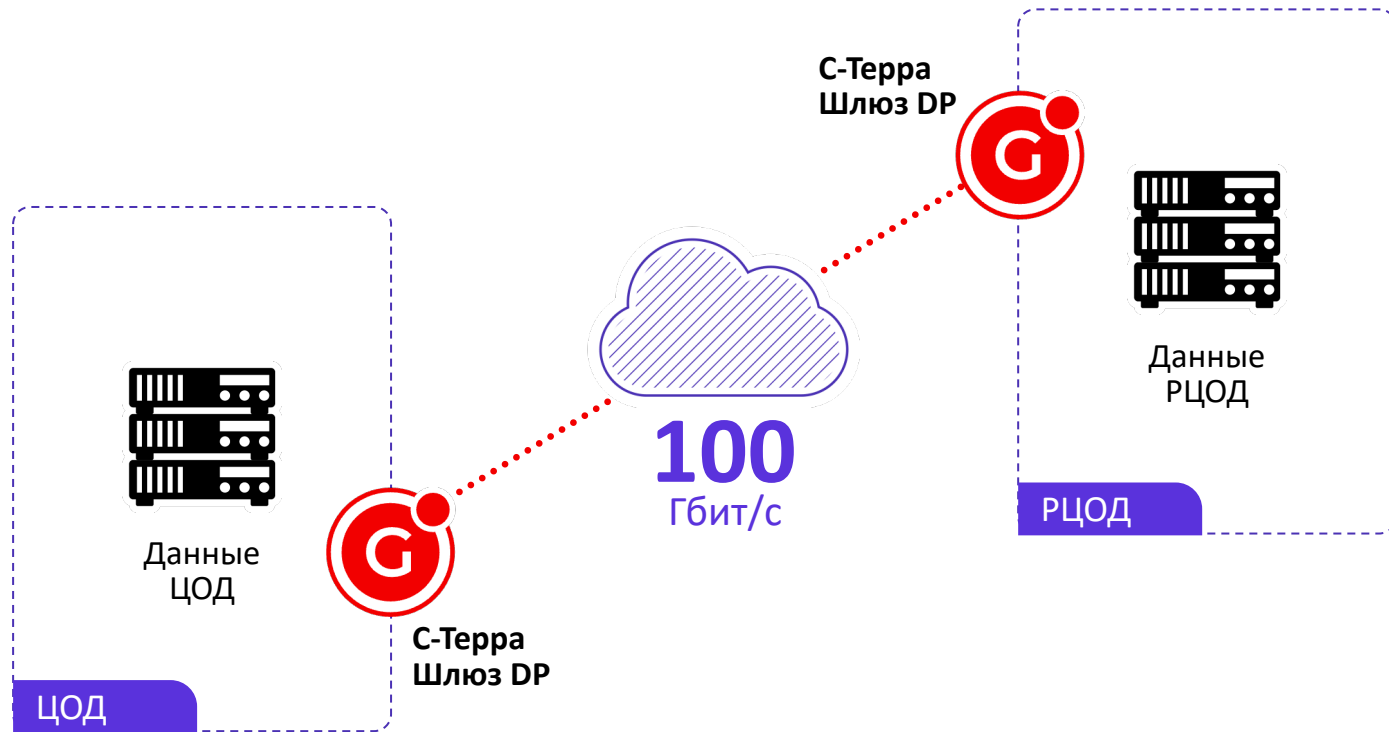 С-Терра
Шлюз DP
G
Данные
РЦОД
РЦОД
100
Гбит/с
Данные
ЦОД
G
С-Терра
Шлюз DP
ЦОД